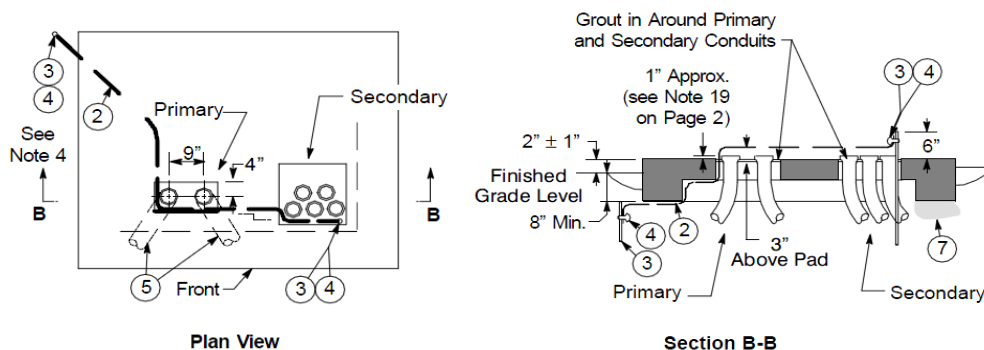 3
4
2
See
Note 4
B
Primary
Secondary
9”
4”
B
5
Front
3
4
Plan View
Grout in Around Primary
and Secondary Conduits
1” Approx.
(see Note 19
on Page 2)
3
4
2” ± 1”
6”
Finished
Grade Level
8” Min.
4
2
3
3”
Above Pad
7
Primary
Secondary
Section B-B